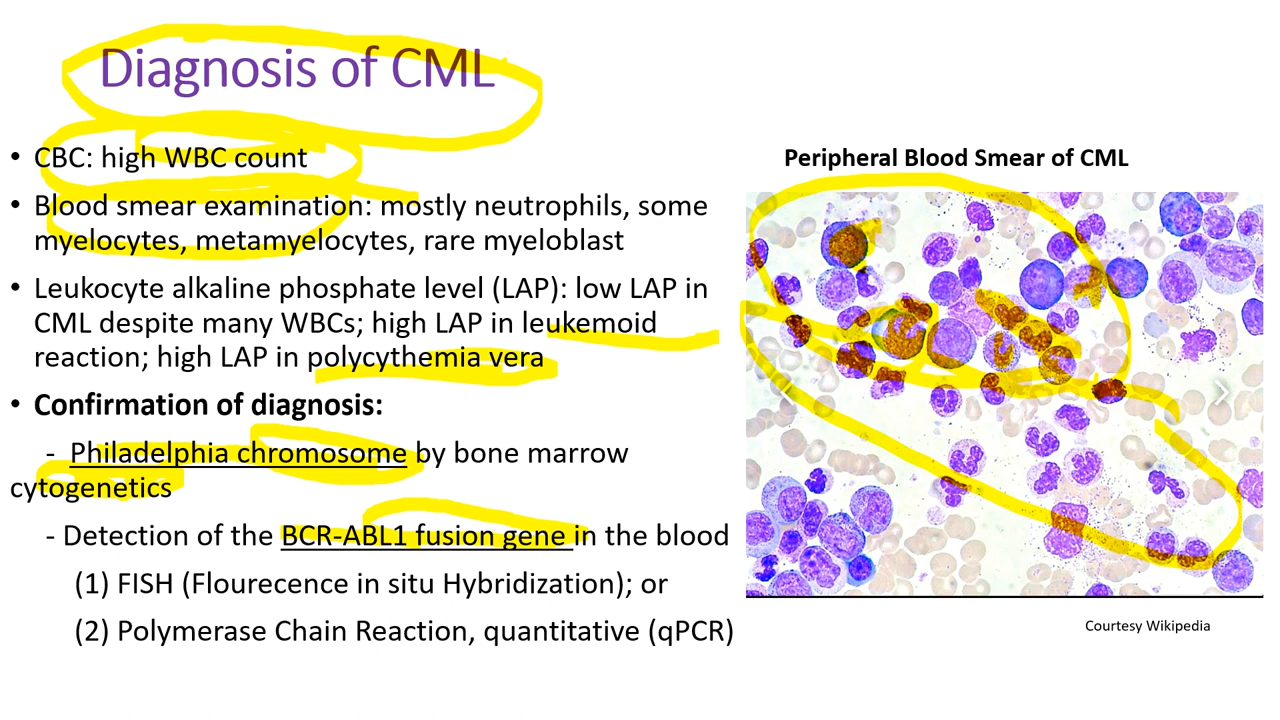 Diagnosis of CML
• CBC: high WBC count
• Blood smear examination: mostly neutrophils, some
myelocytes, metamyelocytes, rare myeloblast
• Leukocyte alkaline phosphate level (LAP): low LAP in
CML despite many WBCs; high LAP in leukemoid
reaction; high LAP in polycythemia vera
• Confirmation of diagnosis:
- Philadelphia chromosome by bone marrow
cytogenetics
- Detection of the BCR-ABL1 fusion gene in the blood
(1) FISH (Flourecence in situ Hybridization); or
(2) Polymerase Chain Reaction, quantitative (qPCR)
Peripheral Blood Smear of CML
Courtesy Wikipedia